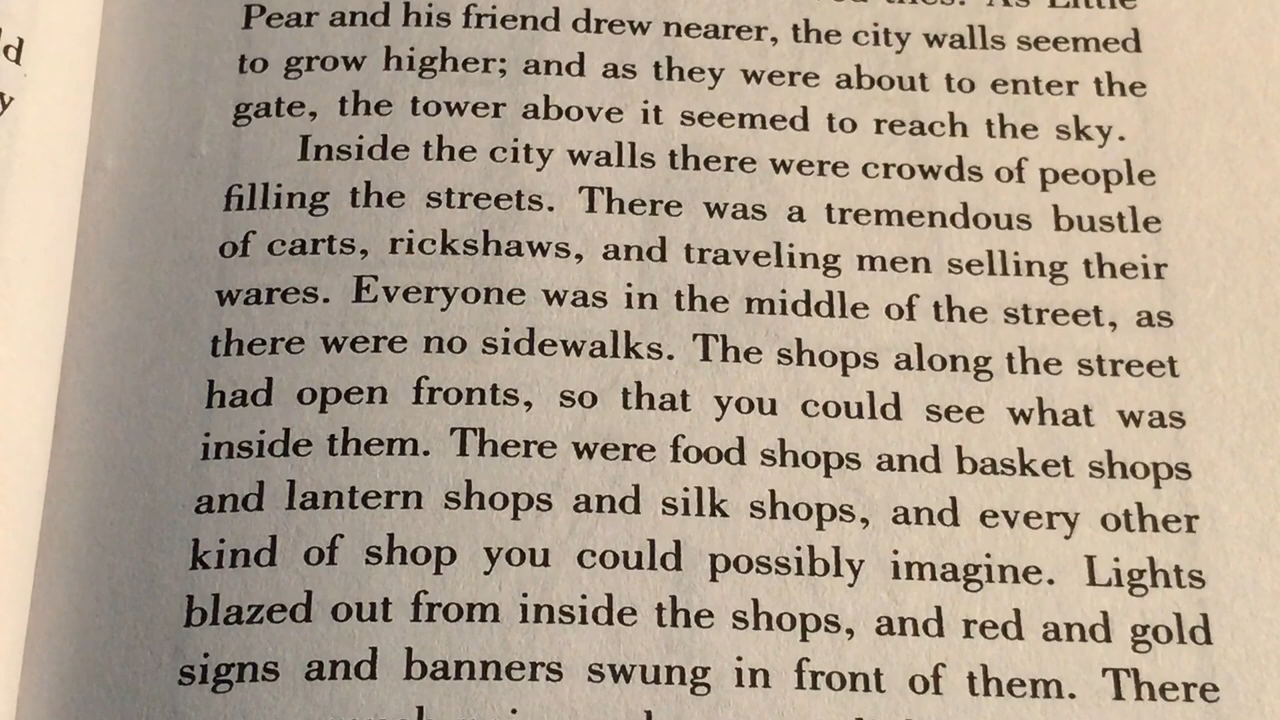 As Little
Pear and his friend drew nearer, the city walls seemed
to grow higher; and as they were about to enter the
gate, the tower above it seemed to reach the sky.
Inside the city walls there were crowds of people
filling the streets. There was a tremendous bustle
of carts, rickshaws, and traveling men selling their
wares. Everyone was in the middle of the street, as
there were no sidewalks. The shops along the street
had open fronts, so that you could see what was
inside them. There were food shops and basket shops
and lantern shops and silk shops, and every other
kind of shop you could possibly imagine. Lights
blazed out from inside the shops, and red and gold
signs and banners swung in front of them. There